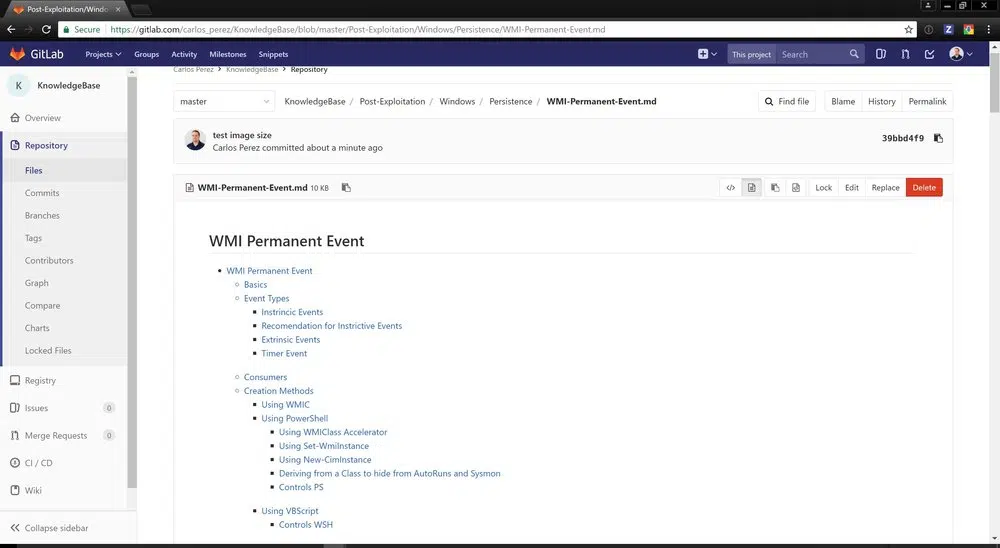 Post-Exploitation/Window
Secure
https://gitlab.com/carlos_perez/KnowledgeBase/blob/master/Post-Exploitation/Windows/Persistence/WMI-Permanent-Event.md
GitLab Projects Groups Activity Milestones Snippets This project Search
Carlos Perez > KnowledgeBase > Repository
K KnowledgeBase
Overview
Repository
Files
Commits
Branches
Tags
Contributors
Graph
Compare
Charts
Locked Files
Registry
Issues 0
Merge Requests 0
CI / CD
Wiki
Collapse sidebar
master KnowledgeBase / Post-Exploitation / Windows / Persistence / WMI-Permanent-Event.md Find file Blame History Permalink
test image size
Carlos Perez committed about a minute ago
39bbd4f9
WMI-Permanent-Event.md 10 KB </> Lock Edit Replace Delete
WMI Permanent Event
WMI Permanent Event
Basics
Event Types
Instrincic Events
Recomendation for Instrictive Events
Extrinsic Events
Timer Event
Consumers
Creation Methods
Using WMIC
Using PowerShell
Using WMIClass Accelerator
Using Set-WmiInstance
Using New-CimInstance
Deriving from a Class to hide from AutoRuns and Sysmon
Controls PS
Using VBScript
Controls WSH